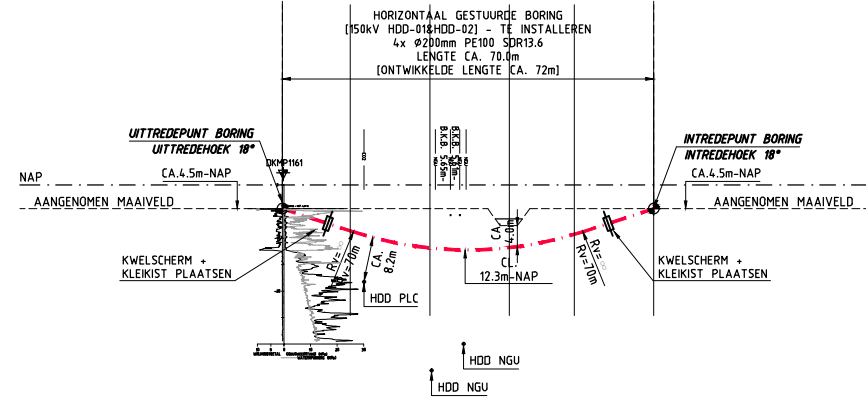 HORIZONTAAL GESTUURDE BORING
[150kV HDD-01&HDD-02] - TE INSTALLEREN
4x Ø200mm PE100 SDR13.6
LENGTE CA. 70.0m
[ONTWIKKELDE LENGTE CA. 72m]
UITTREDEPUNT BORING
UITTREDEHOEK 18°
INTREDEPUNT BORING
INTREDEHOEK 18°
DKMP1161
B.K.B.
5.65m-
B.K.B.
NAP
CA.4.5m-NAP
CA.4.5m-NAP
AANGENOMEN MAAIVELD
AANGENOMEN MAAIVELD
CA.
4.0m
KWELSCHERM +
KLEIKIST PLAATSEN
Rv=
Rv=70m
CA.
8.2m
CL.
12.3m-NAP
Rv=
Rv=70m
KWELSCHERM +
KLEIKIST PLAATSEN
HDD PLC
HDD NGU
HDD NGU